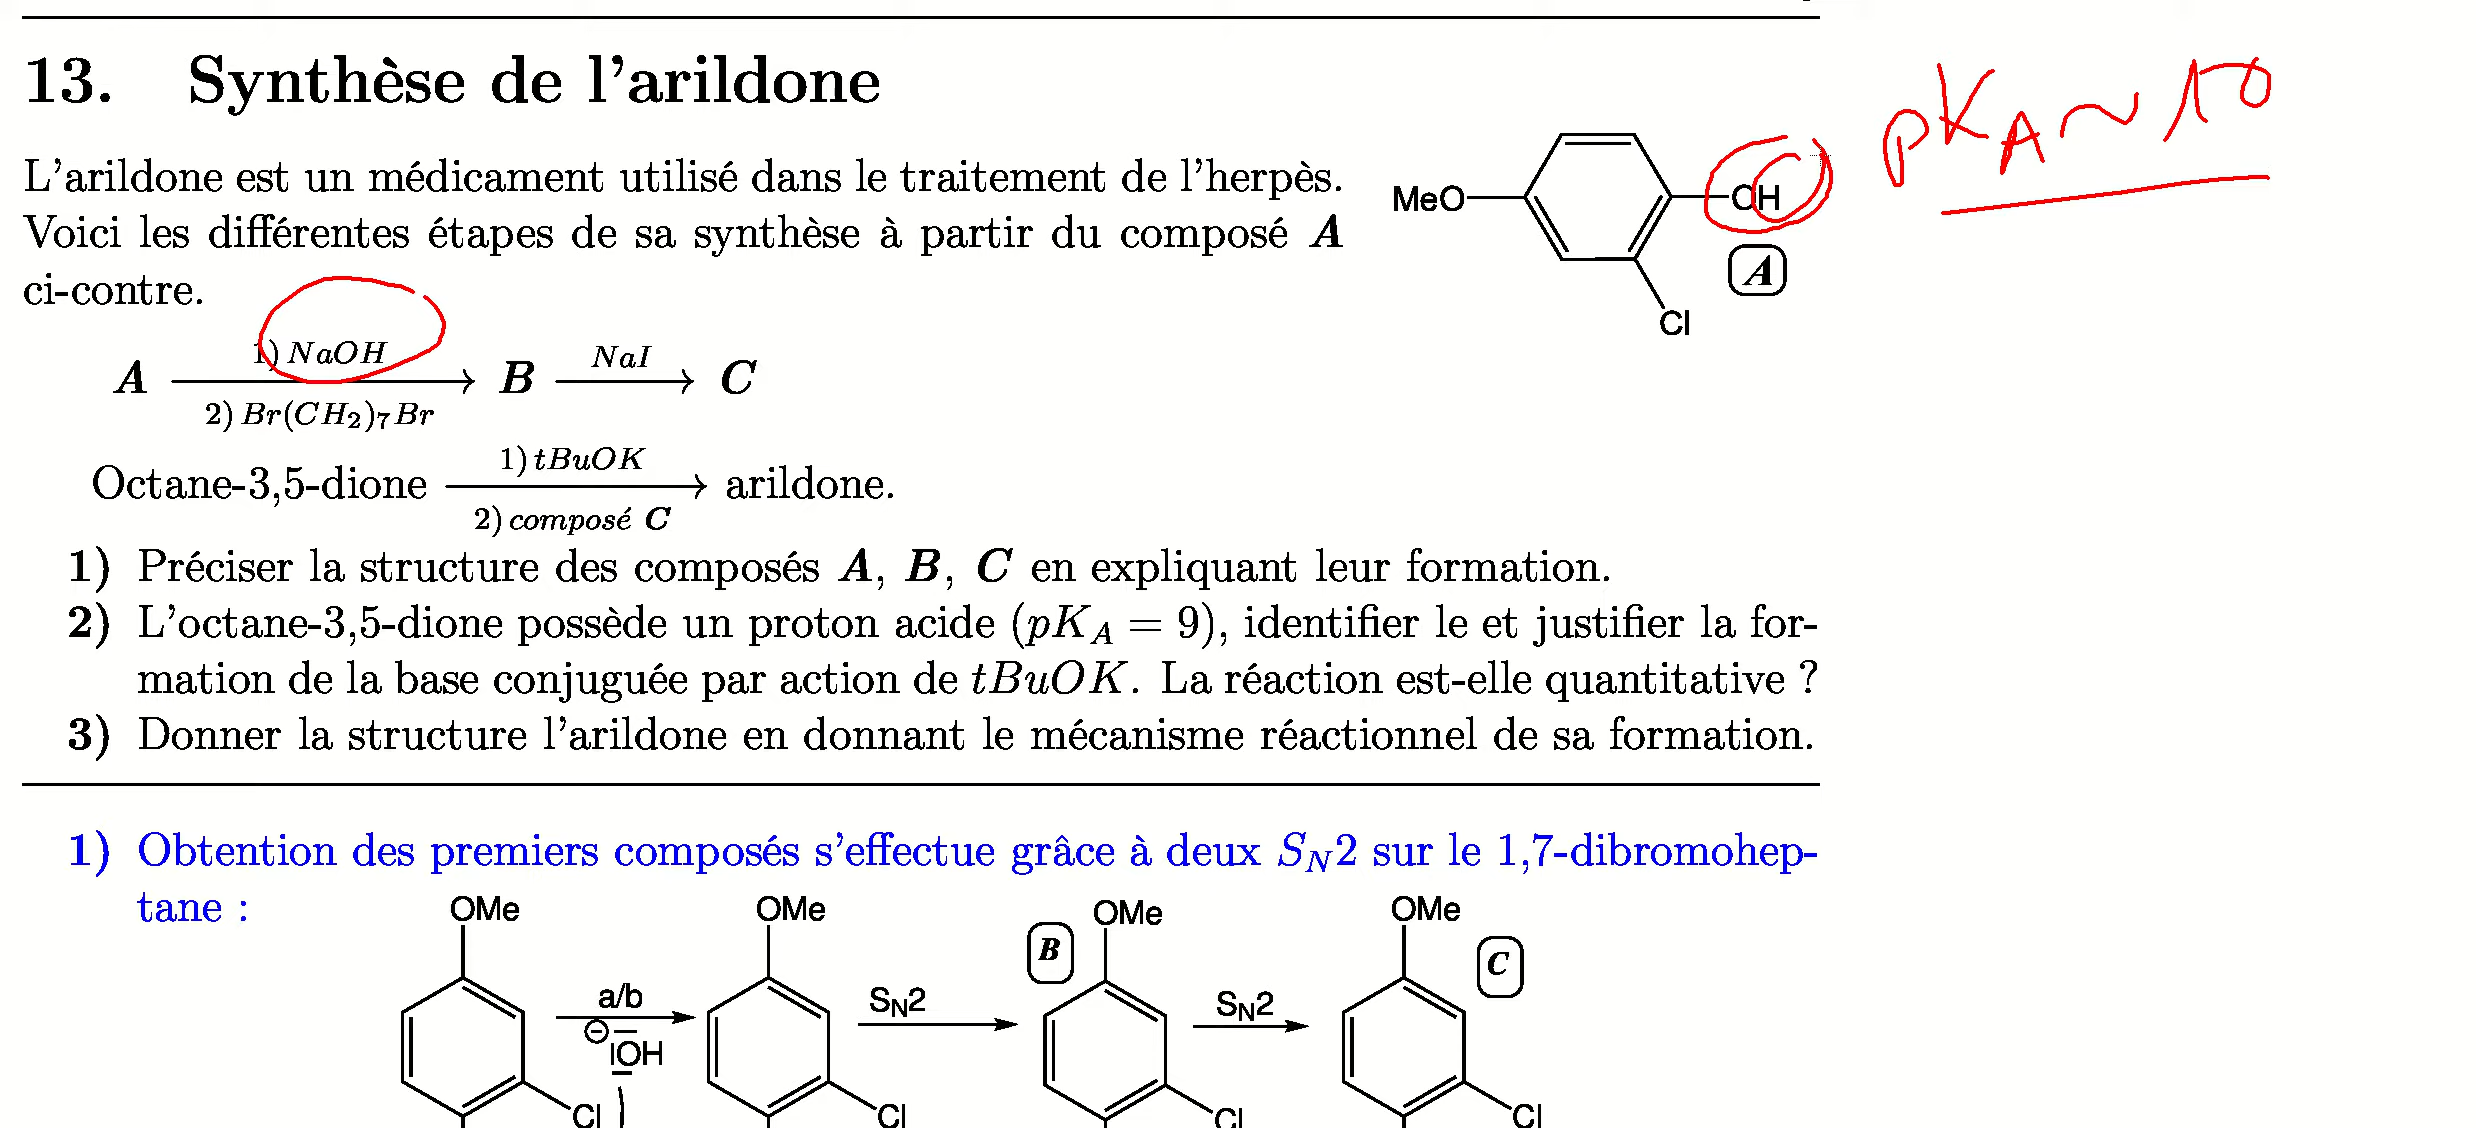 13. Synthèse de l'arildone
pKA ~ 10
L'arildone est un médicament utilisé dans le traitement de l'herpès.
Voici les différentes étapes de sa synthèse à partir du composé A
ci-contre.
MeO OH
A
Cl
1) NaOH NaI
A B C
2) Br(CH2)7Br
1) tBuOK
Octane-3,5-dione arildone.
2) composé C
1) Préciser la structure des composés A, B, C en expliquant leur formation.
2) L'octane-3,5-dione possède un proton acide (pKA = 9), identifier le et justifier la for-
mation de la base conjuguée par action de tBuOK. La réaction est-elle quantitative ?
3) Donner la structure l'arildone en donnant le mécanisme réactionnel de sa formation.
1) Obtention des premiers composés s'effectue grâce à deux SN2 sur le 1,7-dibromohep-
tane :
OMe OMe OMe OMe
B C
a/b SN2 SN2
⊖ |OH
Cl Cl Cl Cl